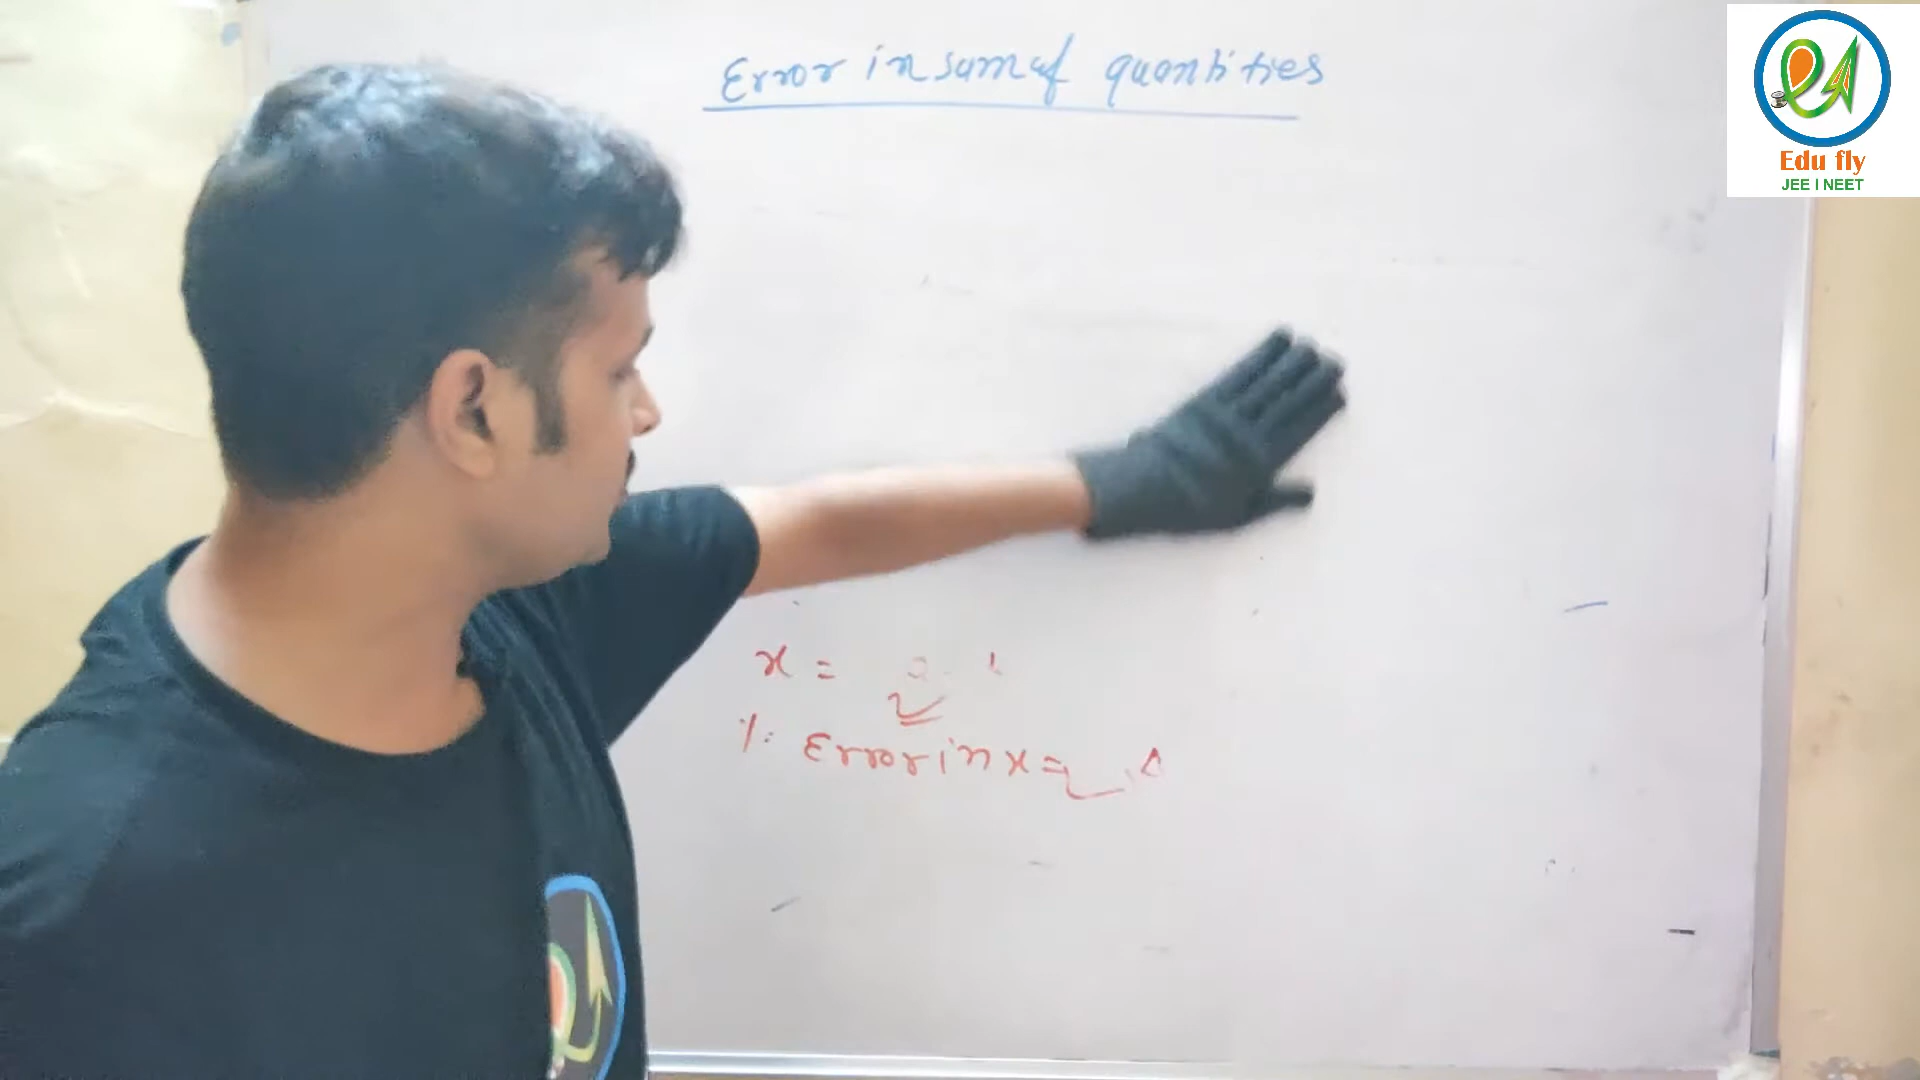 Error in sum of quantities
Edu fly
JEE I NEET
x =
%. Error in x =